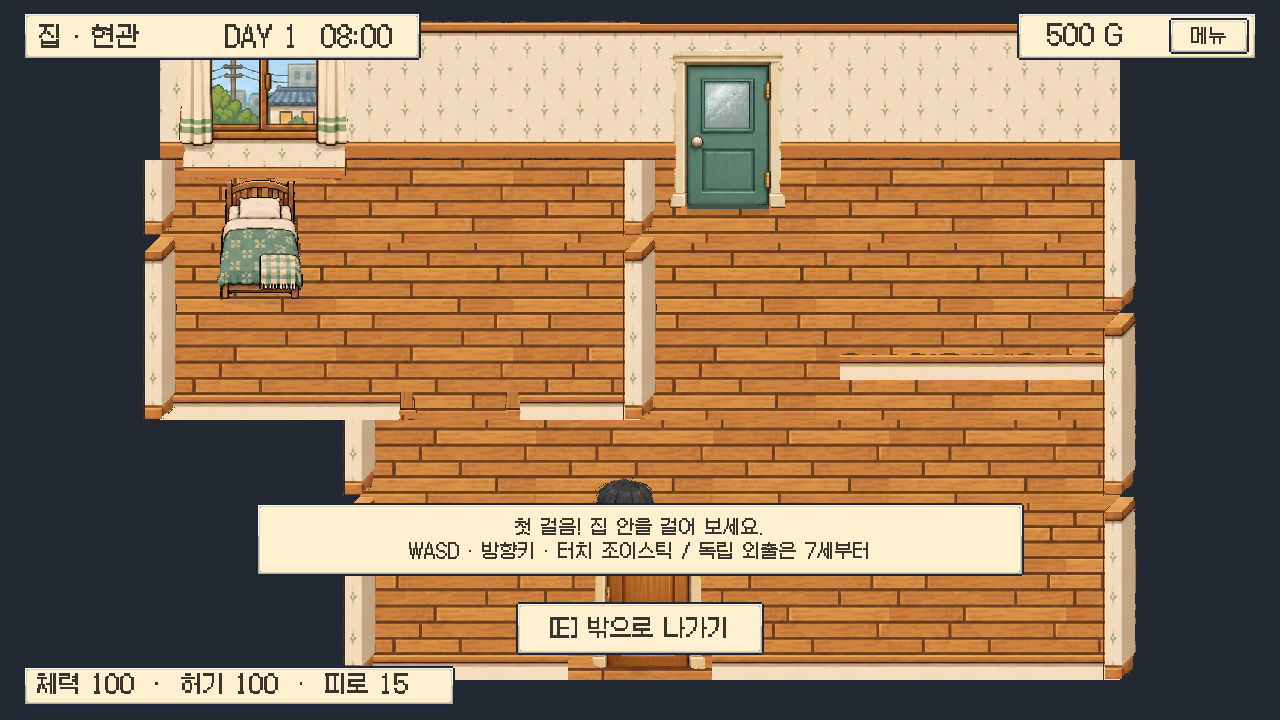 집 · 현관 DAY 1 08:00
500 G 메뉴
첫 걸음! 집 안을 걸어 보세요.
WASD · 방향키 · 터치 조이스틱 / 독립 외출은 7세부터
[E] 밖으로 나가기
체력 100 · 허기 100 · 피로 15